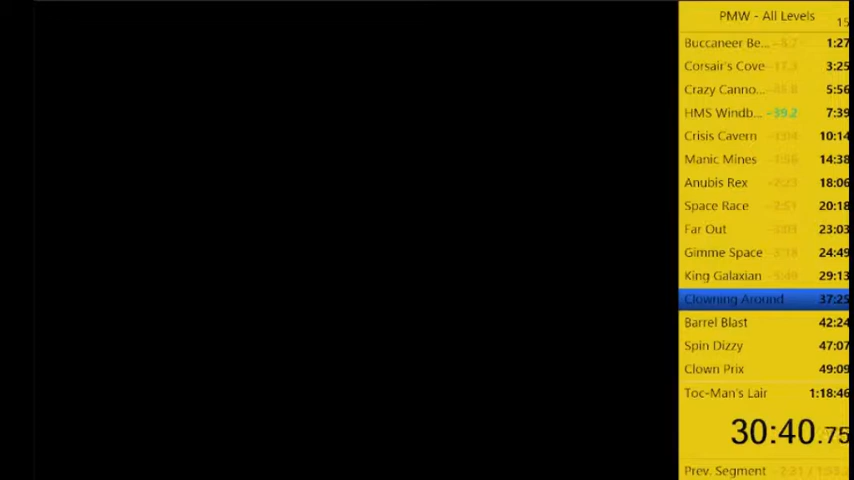 PMW - All Levels
15
Buccaneer Be... 1:27
Corsair's Cove 3:25
Crazy Canno... 5:56
HMS Windb... -39.2 7:39
Crisis Cavern 10:14
Manic Mines 14:38
Anubis Rex 18:06
Space Race 20:18
Far Out 23:03
Gimme Space 24:49
King Galaxian 29:13
Clowning Around 37:25
Barrel Blast 42:24
Spin Dizzy 47:07
Clown Prix 49:09
Toc-Man's Lair 1:18:46
30:40.75
Prev. Segment